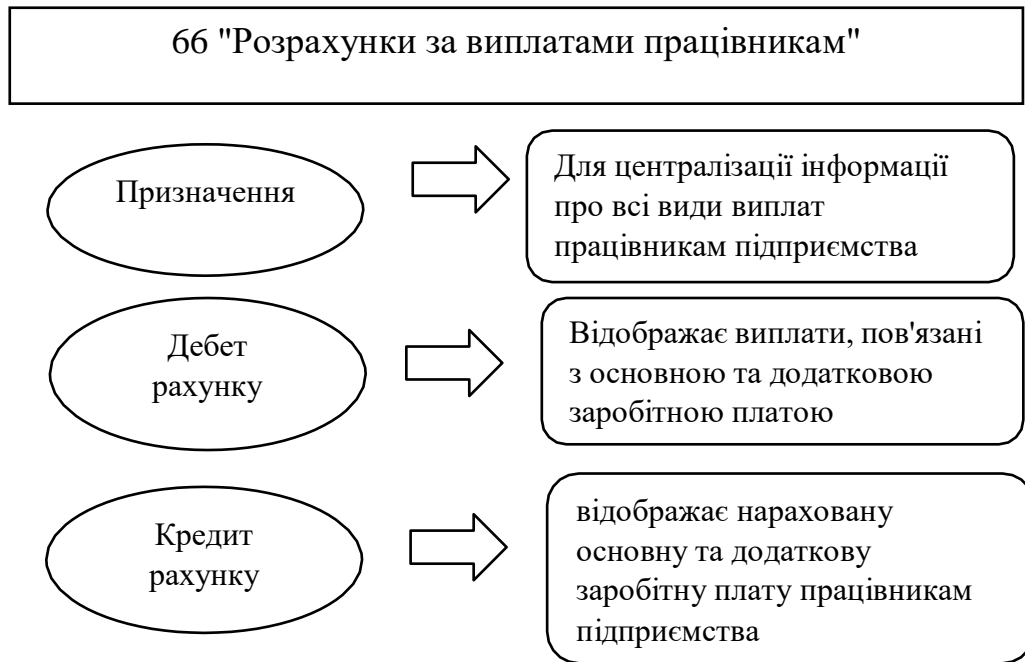 66 "Розрахунки за виплатами працівникам"
Призначення
Для централізації інформації
про всі види виплат
працівникам підприємства
Дебет
рахунку
Відображає виплати, пов'язані
з основною та додатковою
заробітною платою
Кредит
рахунку
відображає нараховану
основну та додаткову
заробітну плату працівникам
підприємства